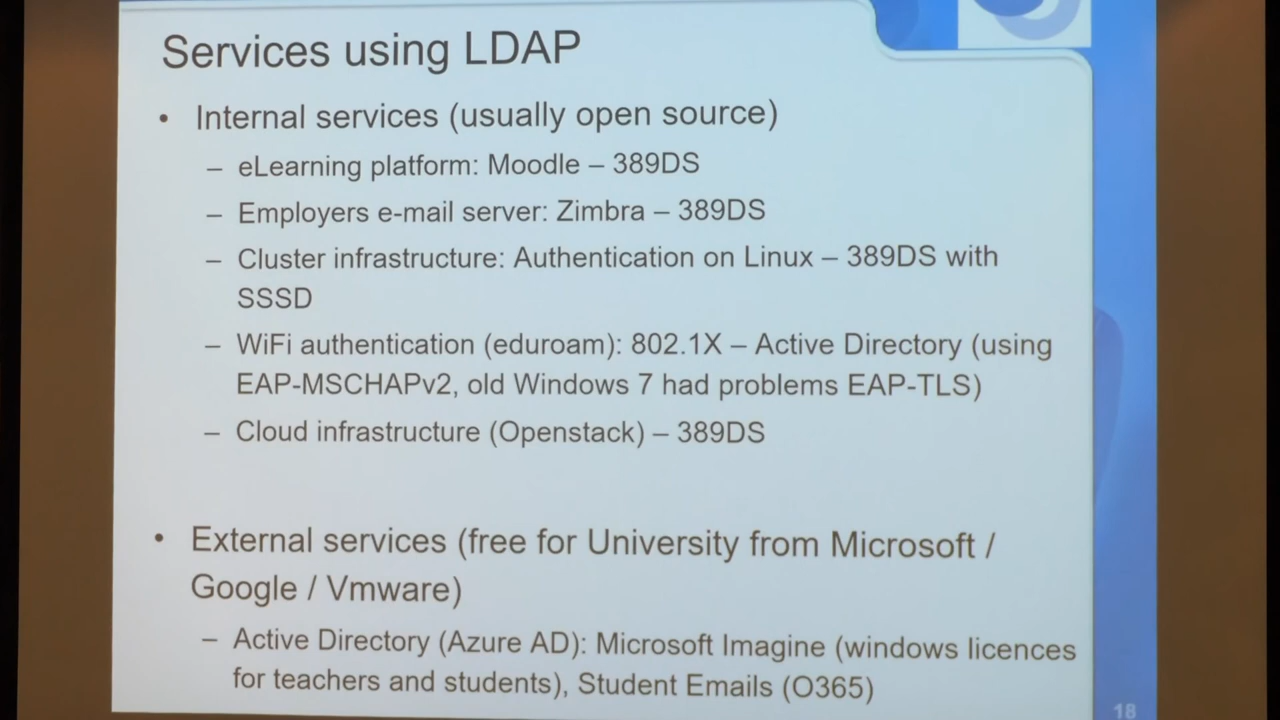 Services using LDAP
• Internal services (usually open source)
– eLearning platform: Moodle – 389DS
– Employers e-mail server: Zimbra – 389DS
– Cluster infrastructure: Authentication on Linux – 389DS with
SSSD
– WiFi authentication (eduroam): 802.1X – Active Directory (using
EAP-MSCHAPv2, old Windows 7 had problems EAP-TLS)
– Cloud infrastructure (Openstack) – 389DS
• External services (free for University from Microsoft /
Google / Vmware)
– Active Directory (Azure AD): Microsoft Imagine (windows licences
for teachers and students), Student Emails (O365)
18